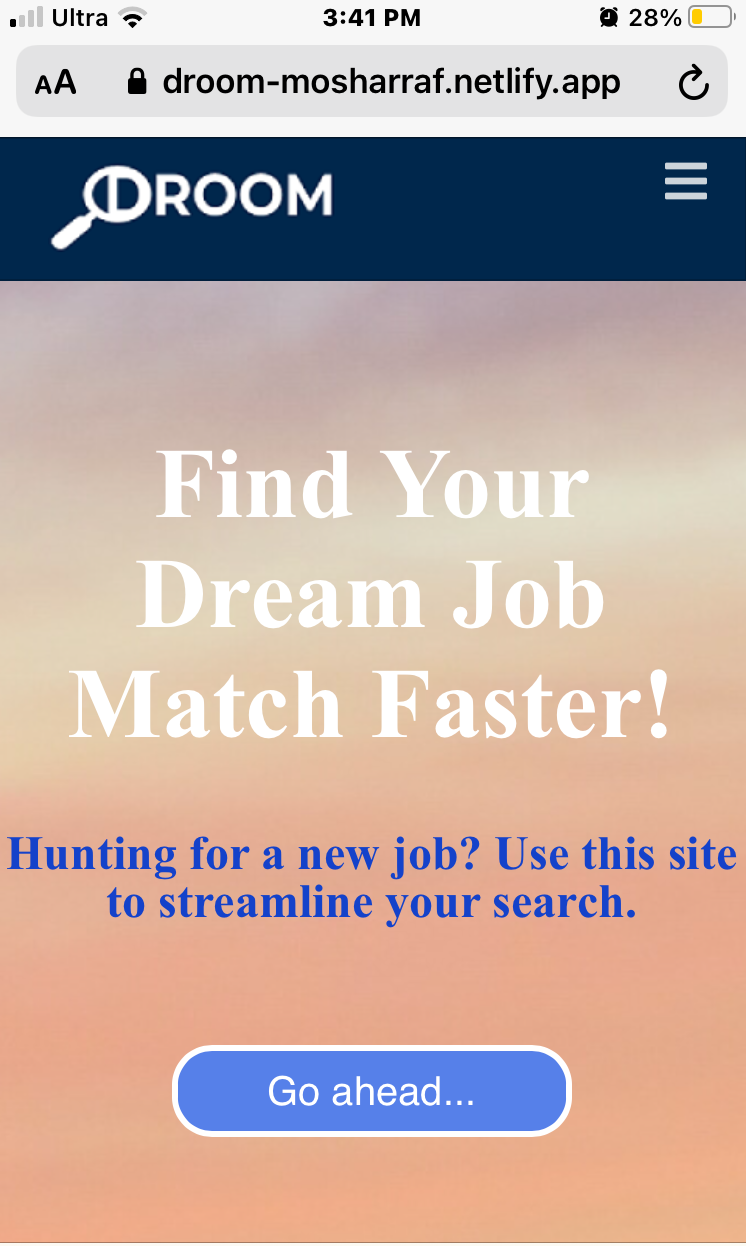 Ultra 3:41 PM 28%
AA droom-mosharraf.netlify.app
DROOM
Find Your
Dream Job
Match Faster!
Hunting for a new job? Use this site
to streamline your search.
Go ahead...